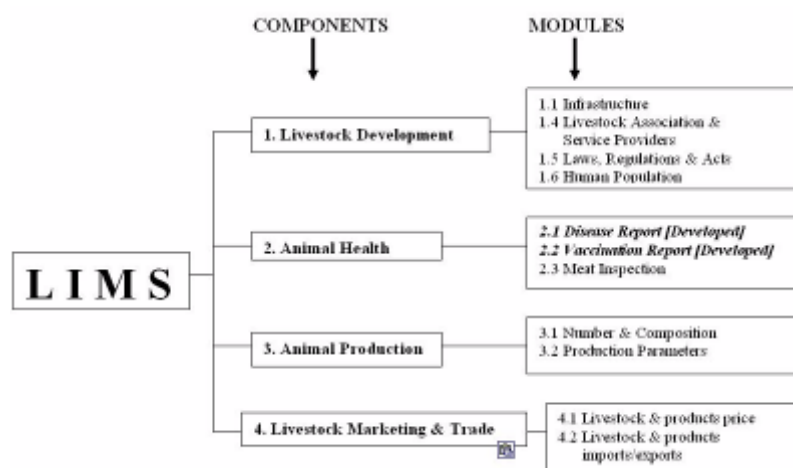 COMPONENTS
MODULES
L I M S
1. Livestock Development
1.1 Infrastructure
1.4 Livestock Association &
Service Providers
1.5 Laws, Regulations & Acts
1.6 Human Population
2. Animal Health
2.1 Disease Report [Developed]
2.2 Vaccination Report [Developed]
2.3 Meat Inspection
3. Animal Production
3.1 Number & Composition
3.2 Production Parameters
4. Livestock Marketing & Trade
4.1 Livestock & products price
4.2 Livestock & products
imports/exports